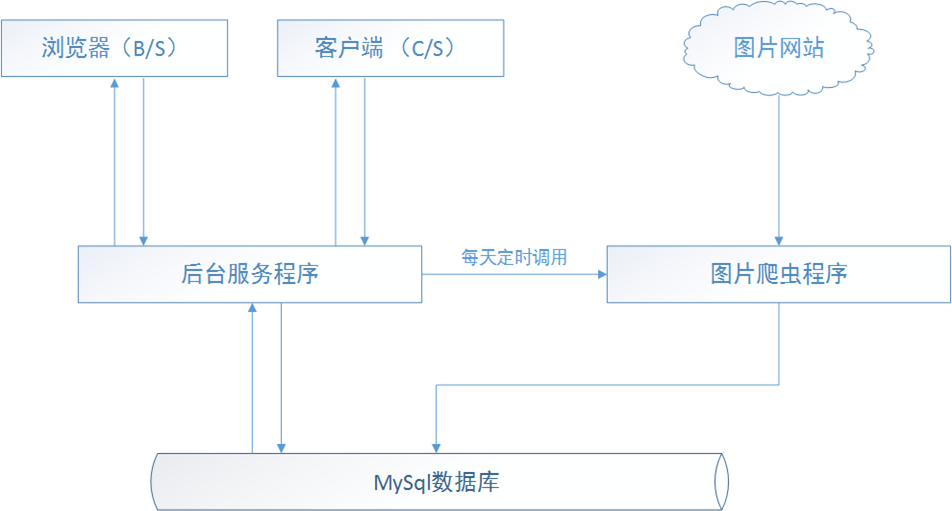 浏览器（B/S）
客户端 （C/S）
图片网站
后台服务程序
每天定时调用
图片爬虫程序
MySql数据库